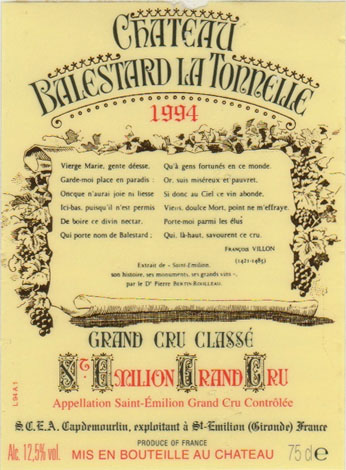 CHATEAU
BALESTARD LA TONNELLE
1994
Vierge Marie, gente déesse,
Garde-moi place en paradis :
Oncque n'aurai joie ni liesse
Ici-bas, puisqu'il n'est permis
De boire ce divin nectar,
Qui porte nom de Balestard ;
Qu'à gens fortunés en ce monde.
Or, suis miséreux et pauvret,
Si donc au Ciel ce vin abonde,
Viens, doulce Mort, point ne m'effraye,
Porte-moi parmi les élus
Qui, là-haut, savourent ce cru.
FRANÇOIS VILLON
(1431-1485)
Extrait de « Saint-Emilion,
son histoire, ses monuments, ses grands vins »,
par le Dr Pierre BERTIN-ROULLEAU.
GRAND CRU CLASSÉ
St. EMILION GRAND CRU
Appellation Saint-Émilion Grand Cru Contrôlée
L 94 A 1
S.C.E.A. Capdemourlin, exploitant à St-Emilion (Gironde) France
PRODUCE OF FRANCE
Alc. 12,5% vol. MIS EN BOUTEILLE AU CHATEAU 75 cl e